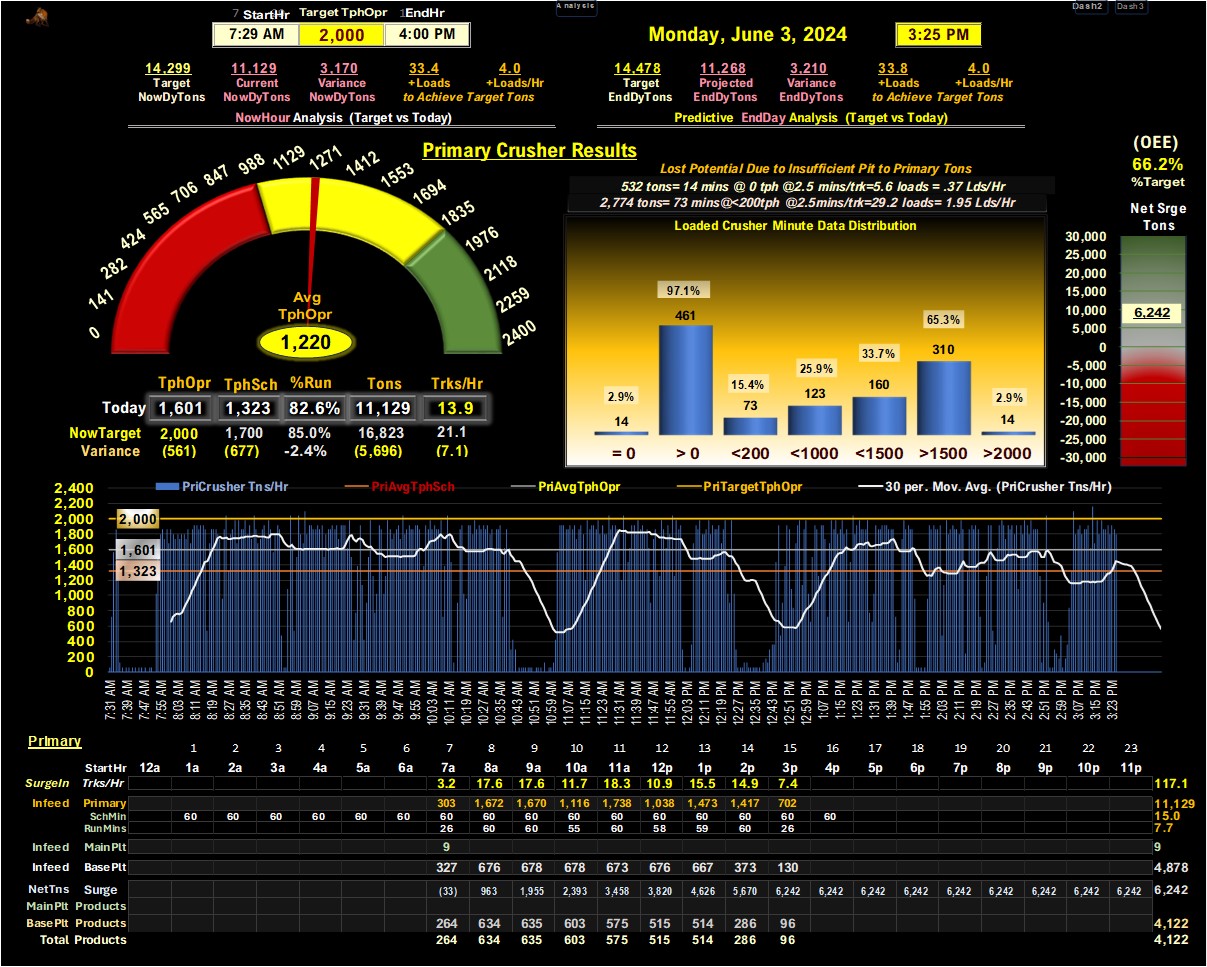 Analysis
Dash2 Dash3
7 StartHr Target TphOpr 1EndHr
7:29 AM 2,000 4:00 PM
Monday, June 3, 2024 3:25 PM
14,299 11,129 3,170 33.4 4.0
Target Current Variance +Loads +Loads/Hr
NowDyTons NowDyTons NowDyTons to Achieve Target Tons
NowHour Analysis (Target vs Today)
14,478 11,268 3,210 33.8 4.0
Target Projected Variance +Loads +Loads/Hr
EndDyTons EndDyTons EndDyTons to Achieve Target Tons
Predictive EndDay Analysis (Target vs Today)
Primary Crusher Results
0 141 282 424 565 706 847 988 1129 1271 1412 1553 1694 1835 1976 2118 2259 2400
Avg
TphOpr
1,220
TphOpr TphSch %Run Tons Trks/Hr
Today 1,601 1,323 82.6% 11,129 13.9
NowTarget 2,000 1,700 85.0% 16,823 21.1
Variance (561) (677) -2.4% (5,696) (7.1)
Lost Potential Due to Insufficient Pit to Primary Tons
532 tons= 14 mins @ 0 tph @2.5 mins/trk=5.6 loads = .37 Lds/Hr
2,774 tons= 73 mins@<200tph @2.5mins/trk=29.2 loads= 1.95 Lds/Hr
Loaded Crusher Minute Data Distribution
2.9% 97.1% 15.4% 25.9% 33.7% 65.3% 2.9%
14 461 73 123 160 310 14
= 0 > 0 <200 <1000 <1500 >1500 >2000
(OEE)
66.2%
%Target
Net Srge
Tons
30,000
25,000
20,000
15,000
10,000
6,242
5,000
0
-5,000
-10,000
-15,000
-20,000
-25,000
-30,000
PriCrusher Tns/Hr PriAvgTphSch PriAvgTphOpr PriTargetTphOpr 30 per. Mov. Avg. (PriCrusher Tns/Hr)
2,400
2,200
2,000 2,000
1,800
1,600 1,601
1,400 1,323
1,200
1,000
800
600
400
200
0
7:31 AM 7:39 AM 7:47 AM 7:55 AM 8:03 AM 8:11 AM 8:19 AM 8:27 AM 8:35 AM 8:43 AM 8:51 AM 8:59 AM 9:07 AM 9:15 AM 9:23 AM 9:31 AM 9:39 AM 9:47 AM 9:55 AM 10:03 AM 10:11 AM 10:19 AM 10:27 AM 10:35 AM 10:43 AM 10:51 AM 10:59 AM 11:07 AM 11:15 AM 11:23 AM 11:31 AM 11:39 AM 11:47 AM 11:55 AM 12:03 PM 12:11 PM 12:19 PM 12:27 PM 12:35 PM 12:43 PM 12:51 PM 12:59 PM 1:07 PM 1:15 PM 1:23 PM 1:31 PM 1:39 PM 1:47 PM 1:55 PM 2:03 PM 2:11 PM 2:19 PM 2:27 PM 2:35 PM 2:43 PM 2:51 PM 2:59 PM 3:07 PM 3:15 PM 3:23 PM
Primary
1 2 3 4 5 6 7 8 9 10 11 12 13 14 15 16 17 18 19 20 21 22 23
StartHr 12a 1a 2a 3a 4a 5a 6a 7a 8a 9a 10a 11a 12p 1p 2p 3p 4p 5p 6p 7p 8p 9p 10p 11p
SurgeIn Trks/Hr 3.2 17.6 17.6 11.7 18.3 10.9 15.5 14.9 7.4 117.1
Infeed Primary 303 1,672 1,670 1,116 1,738 1,038 1,473 1,417 702 11,129
SchMin 60 60 60 60 60 60 60 60 60 60 60 60 60 60 60 60 15.0
RunMins 26 60 60 55 60 58 59 60 26 7.7
Infeed MainPlt 9 9
Infeed BasePlt 327 676 678 678 673 676 667 373 130 4,878
NetTns Surge (33) 963 1,955 2,393 3,458 3,820 4,626 5,670 6,242 6,242 6,242 6,242 6,242 6,242 6,242 6,242 6,242 6,242
MainPlt Products
BasePlt Products 264 634 635 603 575 515 514 286 96 4,122
Total Products 264 634 635 603 575 515 514 286 96 4,122